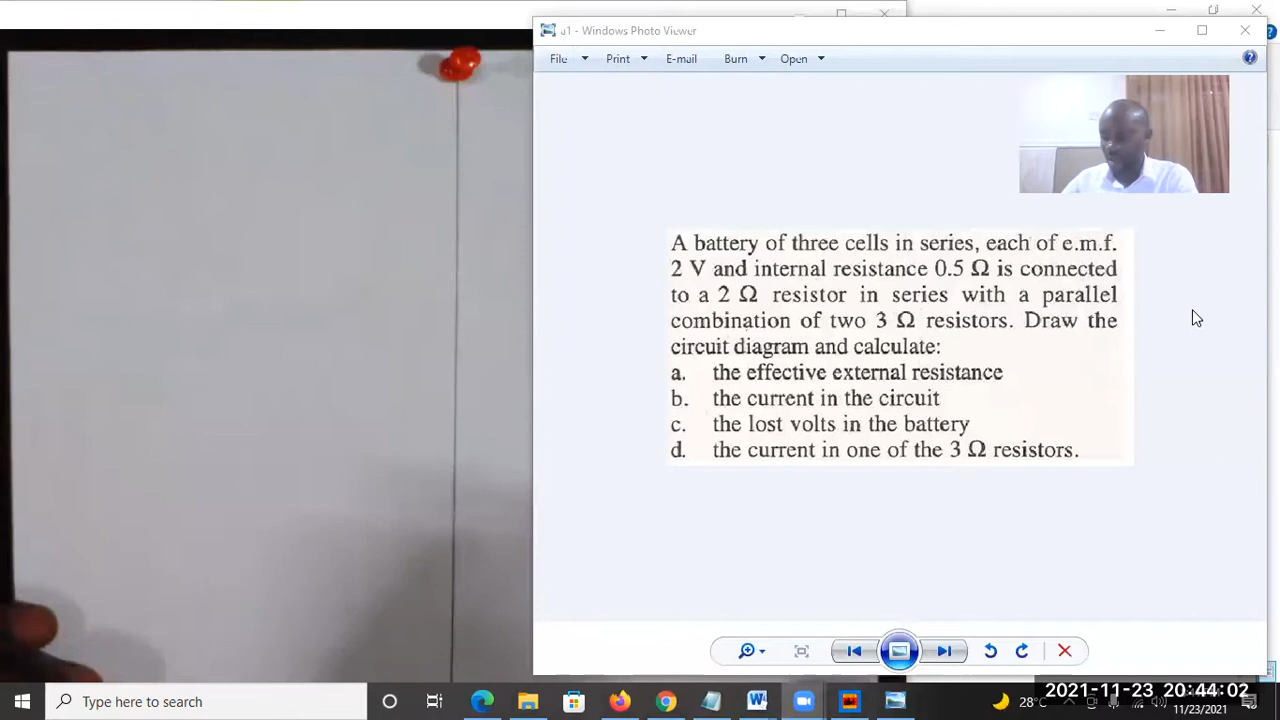 a1 - Windows Photo Viewer
File Print E-mail Burn Open
A battery of three cells in series, each of e.m.f.
2 V and internal resistance 0.5 Ω is connected
to a 2 Ω resistor in series with a parallel
combination of two 3 Ω resistors. Draw the
circuit diagram and calculate:
a. the effective external resistance
b. the current in the circuit
c. the lost volts in the battery
d. the current in one of the 3 Ω resistors.
Type here to search
28°C
2021-11-23 20:44:02
11/23/2021